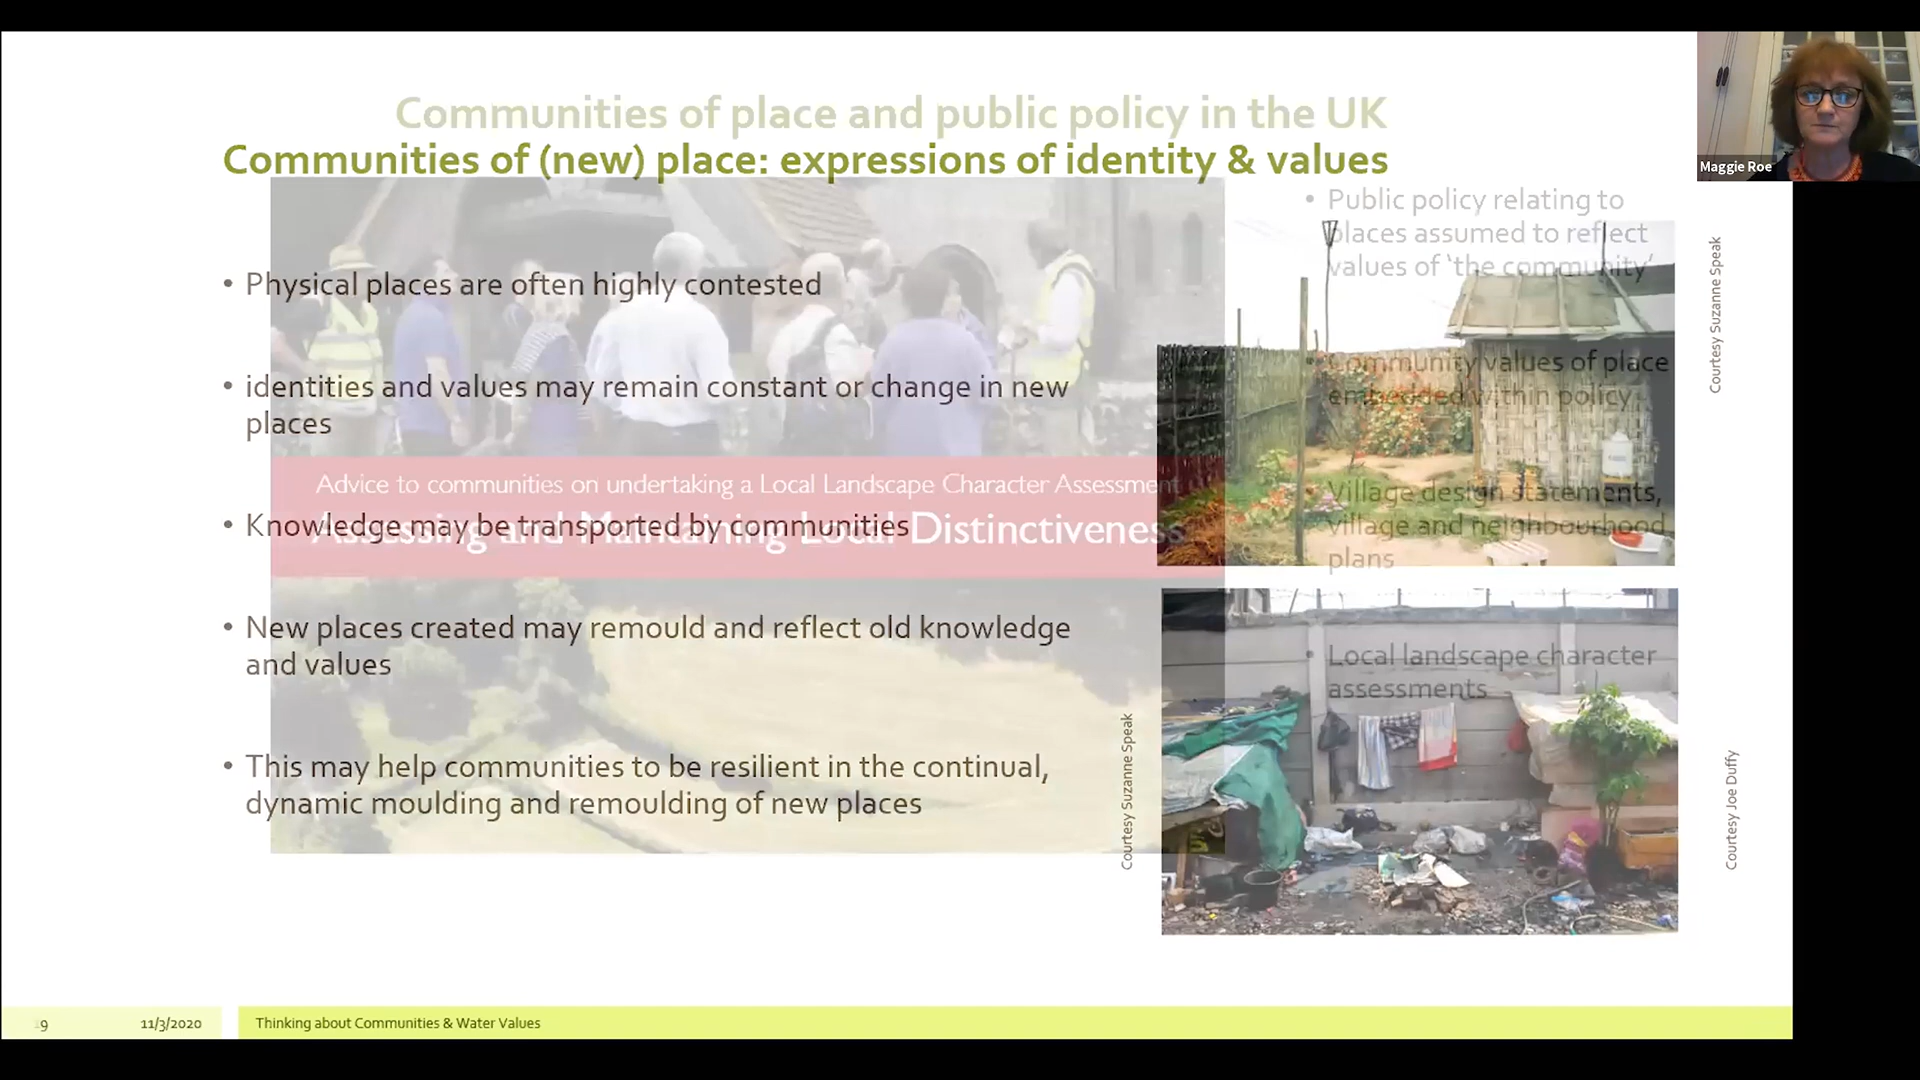 Communities of place and public policy in the UK
Communities of (new) place: expressions of identity & values
Maggie Roe
• Physical places are often highly contested
• identities and values may remain constant or change in new
places
• Knowledge may be transported by communities
• New places created may remould and reflect old knowledge
and values
• This may help communities to be resilient in the continual,
dynamic moulding and remoulding of new places
Advice to communities on undertaking a Local Landscape Character Assessment
Assessing and Maintaining Local Distinctiveness
• Public policy relating to
places assumed to reflect
values of ‘the community’
• Community values of place
embedded within policy
• Village design statements,
village and neighbourhood
plans
• Local landscape character
assessments
Courtesy Suzanne Speak
Courtesy Suzanne Speak
Courtesy Joe Duffy
9
11/3/2020
Thinking about Communities & Water Values